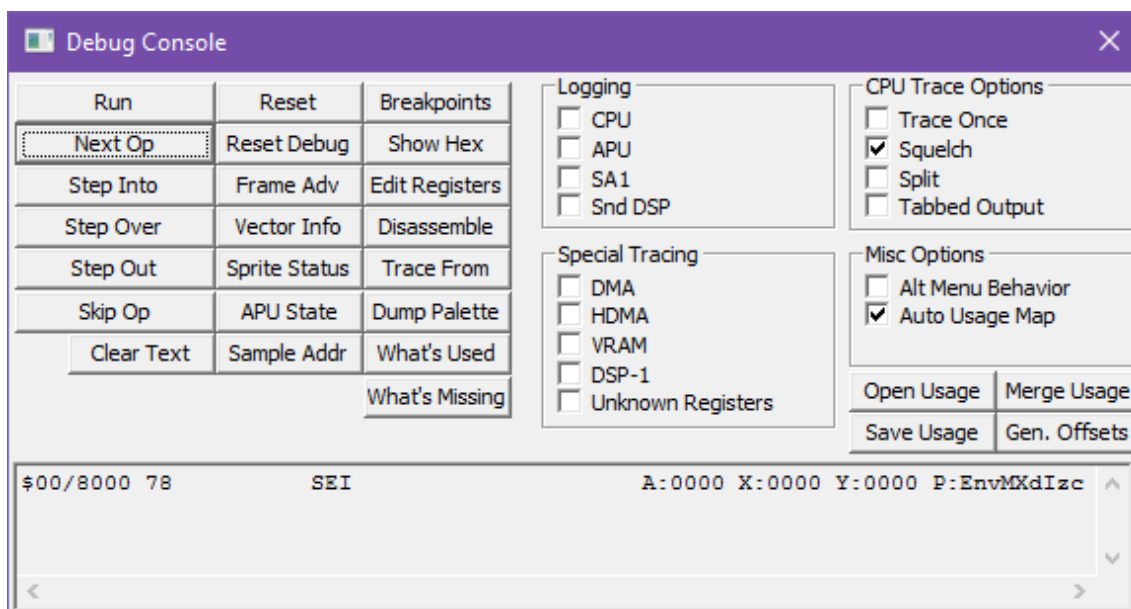 Debug Console
Run
Reset
Breakpoints
Next Op
Reset Debug
Show Hex
Step Into
Frame Adv
Edit Registers
Step Over
Vector Info
Disassemble
Step Out
Sprite Status
Trace From
Skip Op
APU State
Dump Palette
Clear Text
Sample Addr
What's Used
What's Missing
Logging
CPU
APU
SA1
Snd DSP
Special Tracing
DMA
HDMA
VRAM
DSP-1
Unknown Registers
CPU Trace Options
Trace Once
Squelch
Split
Tabbed Output
Misc Options
Alt Menu Behavior
Auto Usage Map
Open Usage
Merge Usage
Save Usage
Gen. Offsets
$00/8000 78 SEI A:0000 X:0000 Y:0000 P:EnvMXdIzc